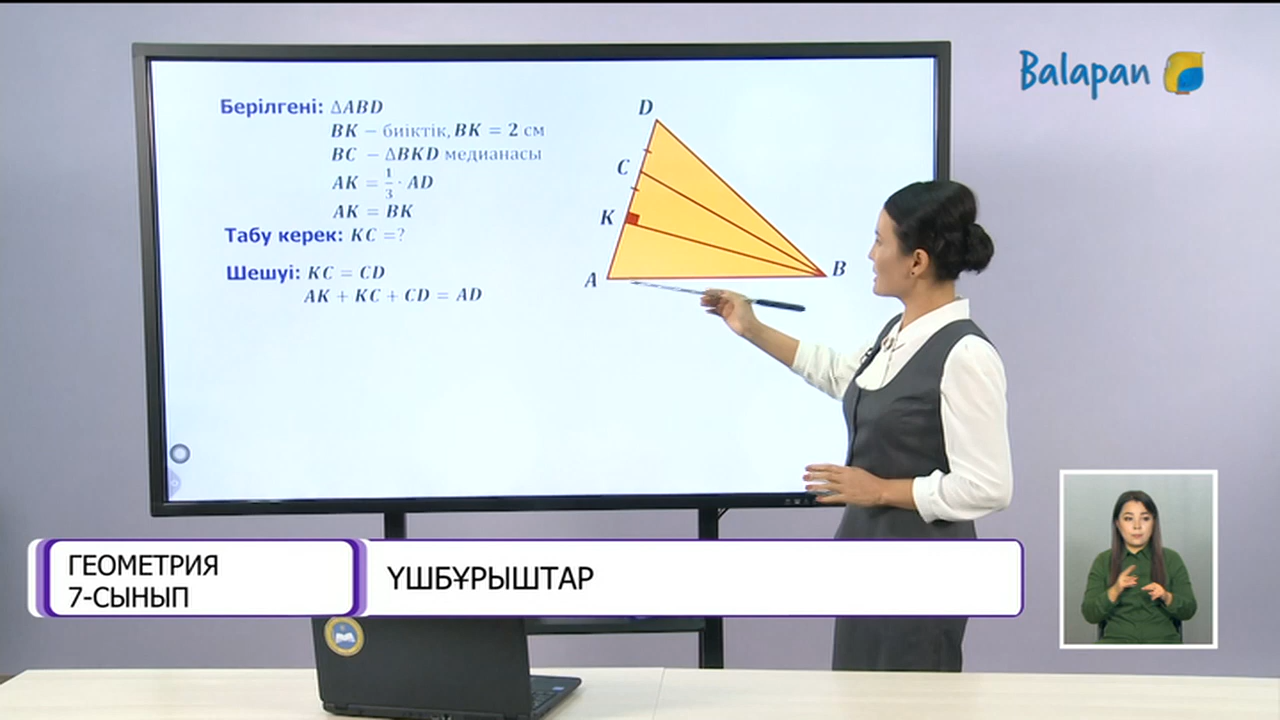 Balapan
Берілгені: ΔABD
BK − биіктік, BK = 2 см
BC − ΔBKD медианасы
AK = 1/3 · AD
AK = BK
Табу керек: KC =?
Шешуі: KC = CD
AK + KC + CD = AD
D
C
K
A
B
ГЕОМЕТРИЯ
7-СЫНЫП
ҮШБҰРЫШТАР